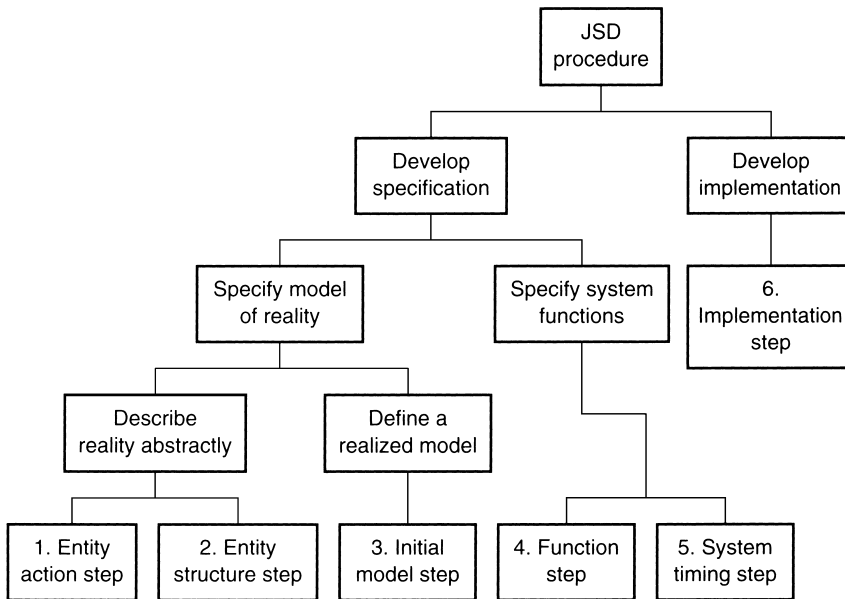 JSD
procedure
Develop
specification
Develop
implementation
Specify model
of reality
Specify system
functions
6.
Implementation
step
Describe
reality abstractly
Define a
realized model
1. Entity
action step
2. Entity
structure step
3. Initial
model step
4. Function
step
5. System
timing step